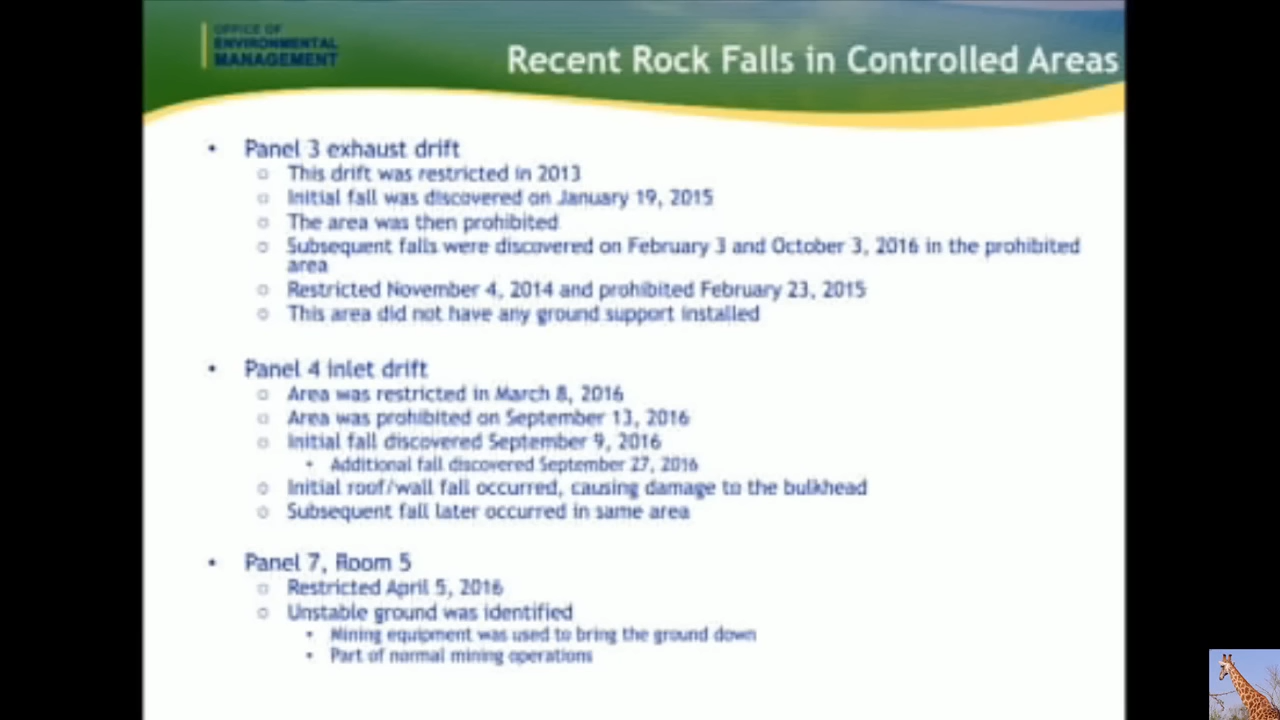 OFFICE OF
ENVIRONMENTAL
MANAGEMENT
Recent Rock Falls in Controlled Areas
• Panel 3 exhaust drift
○ This drift was restricted in 2013
○ Initial fall was discovered on January 19, 2015
○ The area was then prohibited
○ Subsequent falls were discovered on February 3 and October 3, 2016 in the prohibited
area
○ Restricted November 4, 2014 and prohibited February 23, 2015
○ This area did not have any ground support installed
• Panel 4 inlet drift
○ Area was restricted in March 8, 2016
○ Area was prohibited on September 13, 2016
○ Initial fall discovered September 9, 2016
• Additional fall discovered September 27, 2016
○ Initial roof/wall fall occurred, causing damage to the bulkhead
○ Subsequent fall later occurred in same area
• Panel 7, Room 5
○ Restricted April 5, 2016
○ Unstable ground was identified
• Mining equipment was used to bring the ground down
• Part of normal mining operations